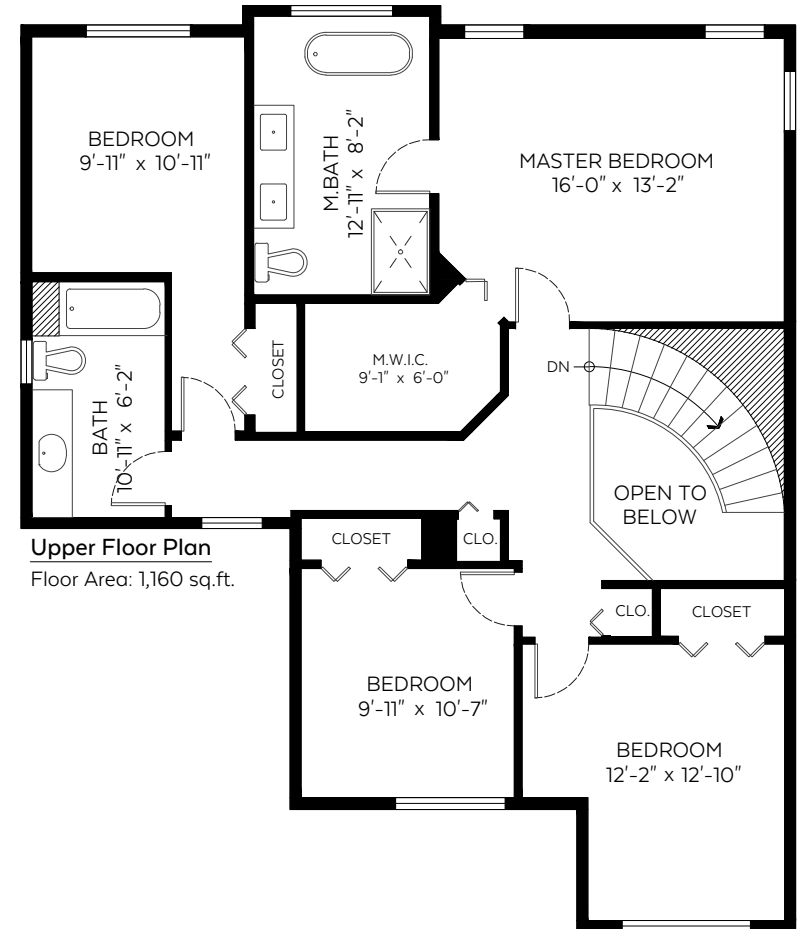 BEDROOM
9'-11" x 10'-11"
M.BATH
12'-11" x 8'-2"
MASTER BEDROOM
16'-0" x 13'-2"
CLOSET
M.W.I.C.
9'-1" x 6'-0"
DN
BATH
10'-11" x 6'-2"
OPEN TO
BELOW
Upper Floor Plan
Floor Area: 1,160 sq.ft.
CLOSET
CLO.
CLO.
CLOSET
BEDROOM
9'-11" x 10'-7"
BEDROOM
12'-2" x 12'-10"